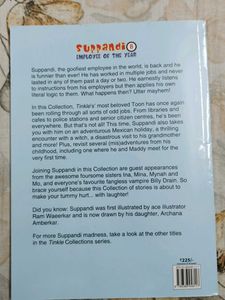 Suppandi 6
EMPLOYEE OF THE YEAR
Suppandi, the goofiest employee in the world, is back and he
is funnier than ever! He has worked in multiple jobs and never
lasted in any of them past a day or two. He earnestly listens
to instructions from his employers but then applies his own
literal logic to them. What happens then? Utter mayhem!
In this Collection, Tinkle's most beloved Toon has once again
been rolling through all sorts of odd jobs. From libraries and
cafes to police stations and senior citizen centres, he's been
everywhere. But that's not all! This time, Suppandi also takes
you with him on an adventurous Mexican holiday, a thrilling
encounter with a witch, a disastrous visit to his grandmother
and more! Plus, revisit several (mis)adventures from his
childhood, including one where he and Maddy meet for the
very first time.
Joining Suppandi in this Collection are guest appearances
from the awesome foursome sisters Ina, Mina, Mynah and
Mo, and everyone's favourite fangless vampire Billy Drain. So
brace yourself because this Collection of stories is about to
make your tummy hurt... with laughter!
Did you know: Suppandi was first illustrated by ace illustrator
Ram Waeerkar and is now drawn by his daughter, Archana
Amberkar.
For more Suppandi madness, take a look at the other titles
in the Tinkle Collections series.
₹225/-